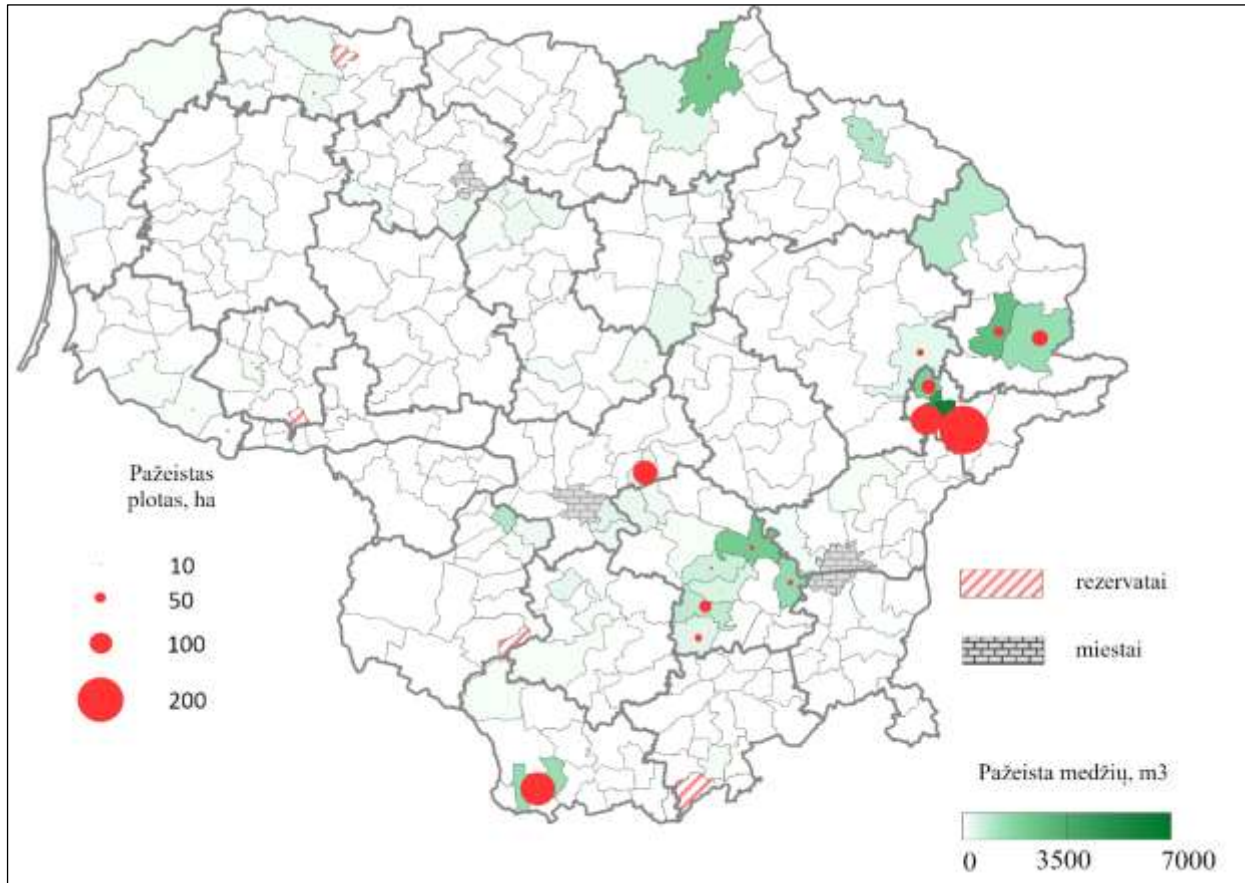 Pažeistas
plotas, ha
10
50
100
200
rezervatai
miestai
Pažeista medžių, m3
0 3500 7000